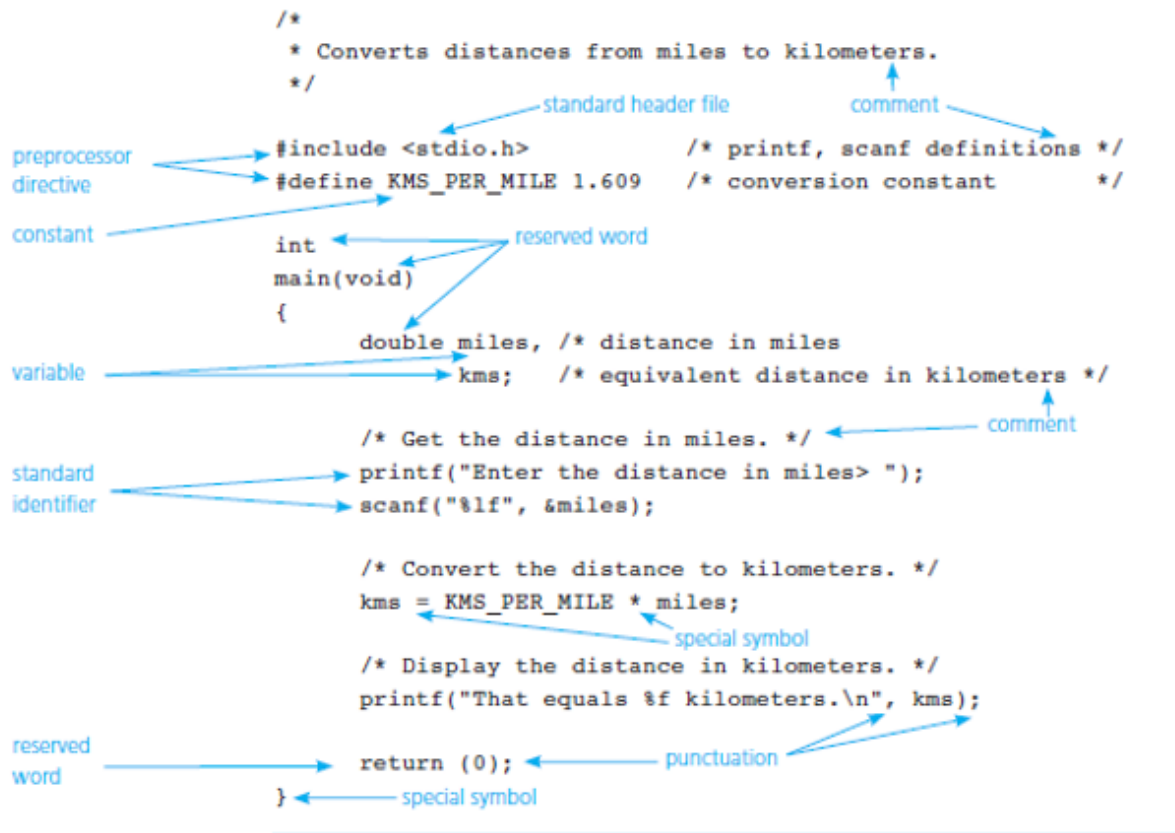 /*
* Converts distances from miles to kilometers.
*/
standard header file comment
#include <stdio.h> /* printf, scanf definitions */
preprocessor
directive
#define KMS_PER_MILE 1.609 /* conversion constant */
constant
reserved word
int
main(void)
{
double miles, /* distance in miles
variable
kms; /* equivalent distance in kilometers */
comment
/* Get the distance in miles. */
standard
identifier
printf("Enter the distance in miles> ");
scanf("%lf", &miles);
/* Convert the distance to kilometers. */
kms = KMS_PER_MILE * miles;
special symbol
/* Display the distance in kilometers. */
printf("That equals %f kilometers.\n", kms);
reserved
word
return (0);
punctuation
} special symbol